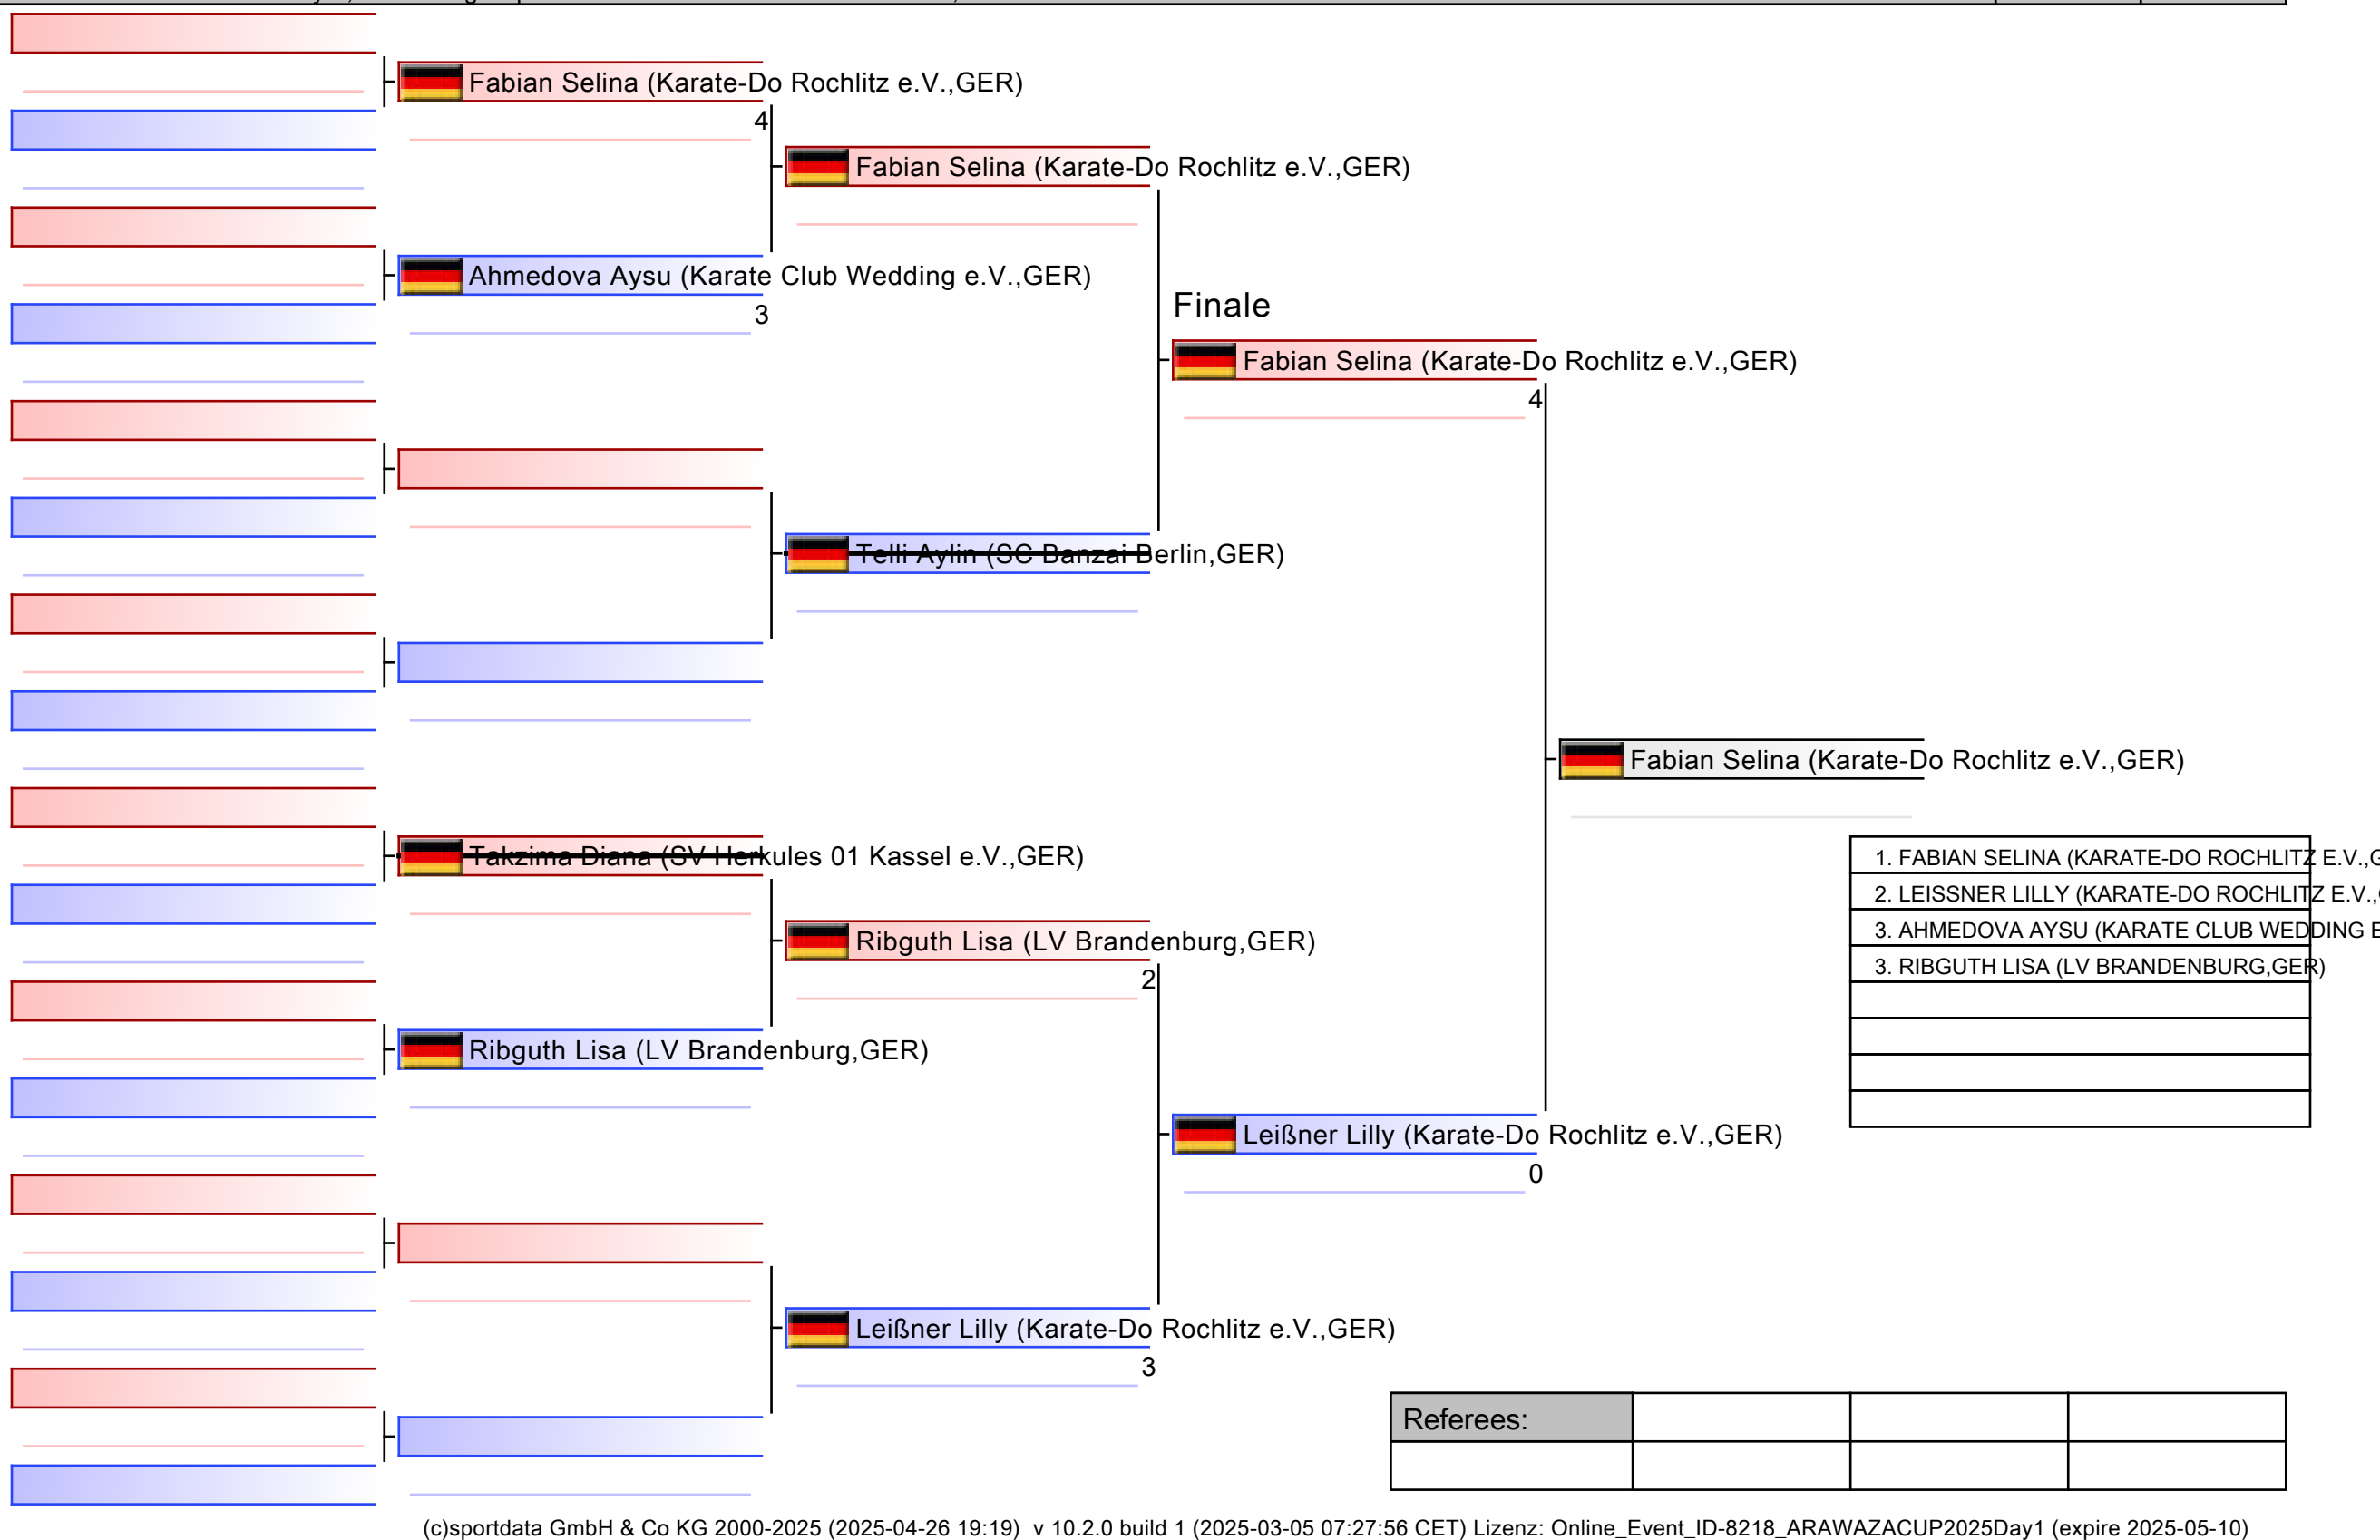 Fabian Selina (Karate-Do Rochlitz e.V.,GER)
4
Fabian Selina (Karate-Do Rochlitz e.V.,GER)
Ahmedova Aysu (Karate Club Wedding e.V.,GER)
3
Finale
Fabian Selina (Karate-Do Rochlitz e.V.,GER)
4
Telli Aylin (SC Banzai Berlin,GER)
Fabian Selina (Karate-Do Rochlitz e.V.,GER)
Takzima Diana (SV Herkules 01 Kassel e.V.,GER)
1. FABIAN SELINA (KARATE-DO ROCHLITZ E.V.,G
2. LEISSNER LILLY (KARATE-DO ROCHLITZ E.V.,
3. AHMEDOVA AYSU (KARATE CLUB WEDDING E
3. RIBGUTH LISA (LV BRANDENBURG,GER)
Ribguth Lisa (LV Brandenburg,GER)
2
Ribguth Lisa (LV Brandenburg,GER)
Leißner Lilly (Karate-Do Rochlitz e.V.,GER)
0
Leißner Lilly (Karate-Do Rochlitz e.V.,GER)
3
Referees:
(c)sportdata GmbH & Co KG 2000-2025 (2025-04-26 19:19) v 10.2.0 build 1 (2025-03-05 07:27:56 CET) Lizenz: Online_Event_ID-8218_ARAWAZACUP2025Day1 (expire 2025-05-10)